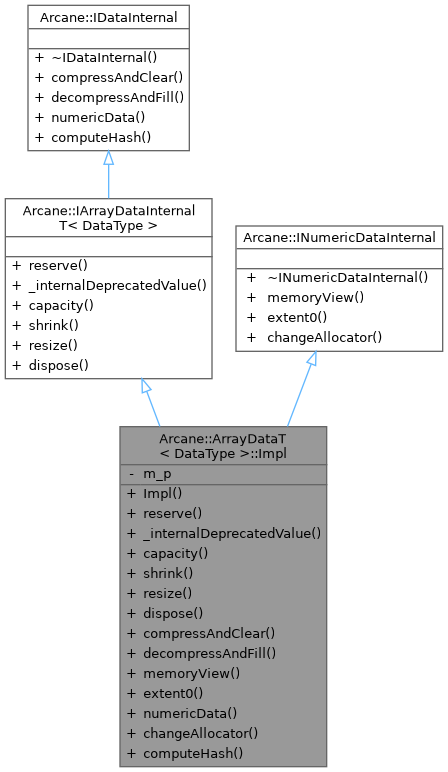 Arcane::IDataInternal
+ ~IDataInternal()
+ compressAndClear()
+ decompressAndFill()
+ numericData()
+ computeHash()
Arcane::IArrayDataInternal
T< DataType >
+ reserve()
+ _internalDeprecatedValue()
+ capacity()
+ shrink()
+ resize()
+ dispose()
Arcane::INumericDataInternal
+ ~INumericDataInternal()
+ memoryView()
+ extent0()
+ changeAllocator()
Arcane::ArrayDataT
< DataType >::Impl
- m_p
+ Impl()
+ reserve()
+ _internalDeprecatedValue()
+ capacity()
+ shrink()
+ resize()
+ dispose()
+ compressAndClear()
+ decompressAndFill()
+ memoryView()
+ extent0()
+ numericData()
+ changeAllocator()
+ computeHash()